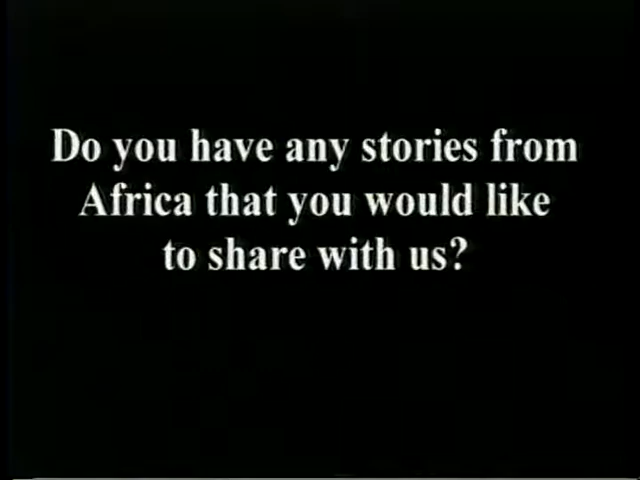 Do you have any stories from
Africa that you would like
to share with us?